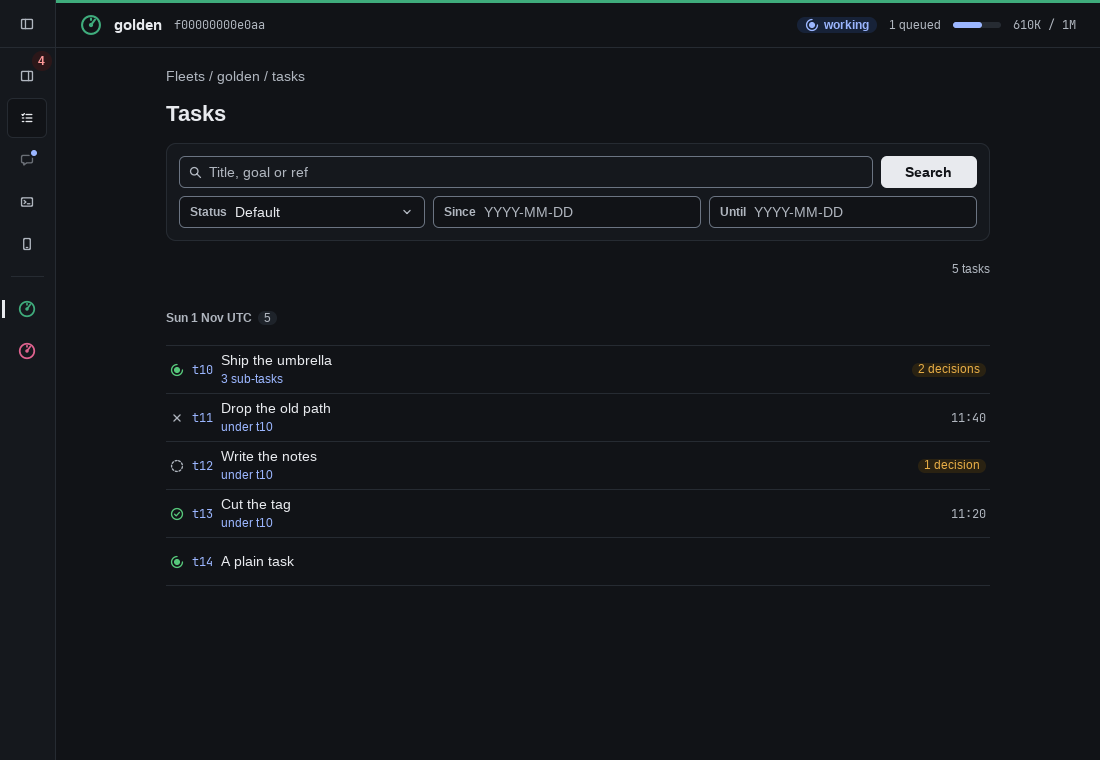 golden f00000000e0aa working 1 queued 610K / 1M
4
Fleets / golden / tasks
Tasks
Title, goal or ref Search
Status Default Since YYYY-MM-DD Until YYYY-MM-DD
5 tasks
Sun 1 Nov UTC 5
t10 Ship the umbrella 2 decisions
3 sub-tasks
t11 Drop the old path 11:40
under t10
t12 Write the notes 1 decision
under t10
t13 Cut the tag 11:20
under t10
t14 A plain task